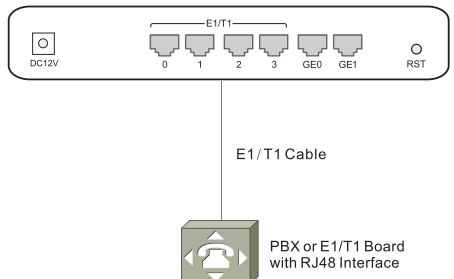 E1/T1
DC12V
0 1 2 3 GE0 GE1
RST
E1/T1 Cable
PBX or E1/T1 Board
with RJ48 Interface